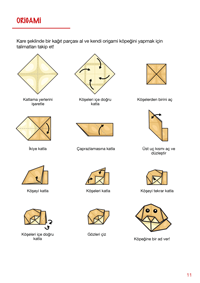 ORIGAMI
Kare şeklinde bir kağıt parçası al ve kendi origami köpeğini yapmak için
talimatları takip et!
Katlama yerlerini
işaretle
Köşeleri içe doğru
katla
Köşelerden birini aç
İkiye katla
Çaprazlamasına katla
Üst uç kısmı aç ve
düzleştir
Köşeyi katla
Köşeleri katla
Köşeyi tekrar katla
Köşeleri içe doğru
katla
Gözleri çiz
Köpeğine bir ad ver!
11